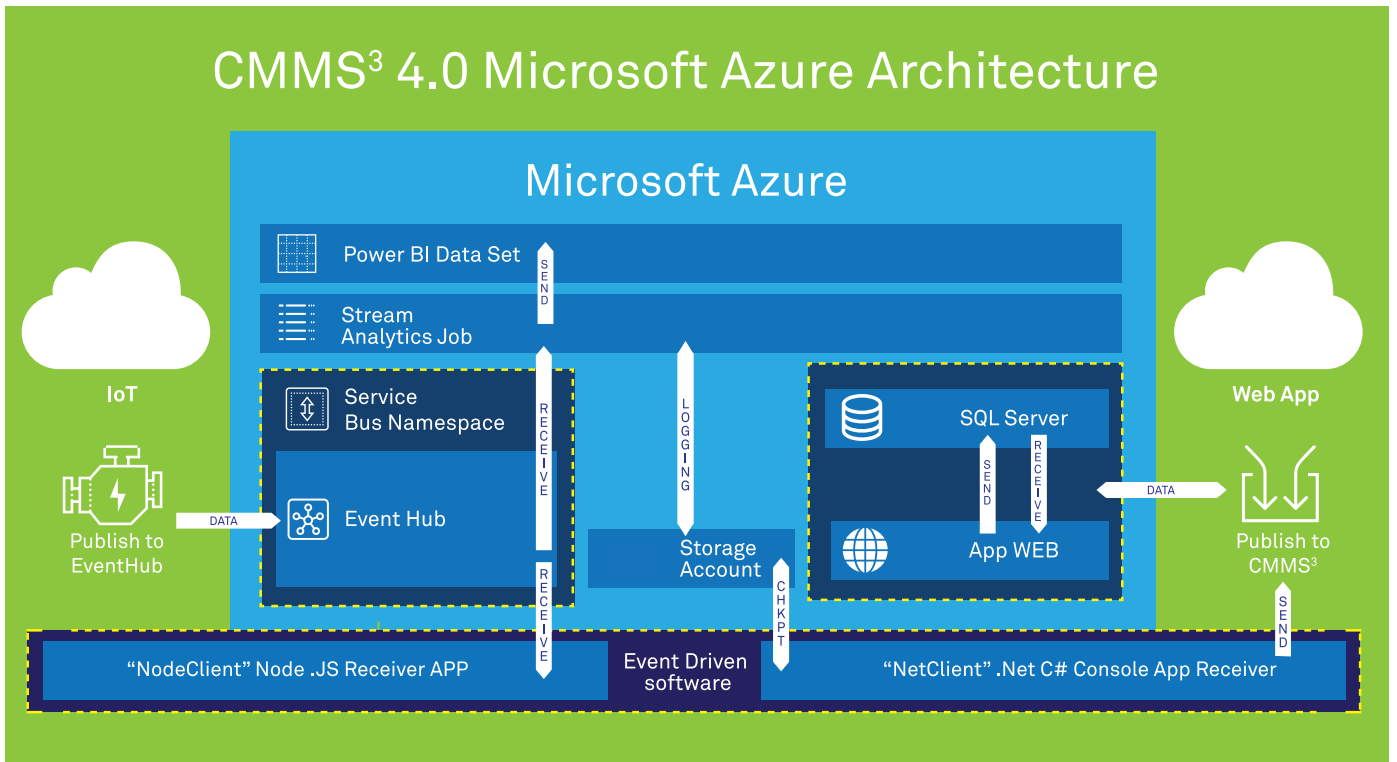 CMMS³ 4.0 Microsoft Azure Architecture
Microsoft Azure
Power BI Data Set
SEND
Stream
Analytics Job
IoT
Publish to
EventHub
DATA
Service
Bus Namespace
RECEIVE
Event Hub
LOGGING
Storage
Account
SQL Server
SEND
RECEIVE
App WEB
DATA
Web App
Publish to
CMMS³
RECEIVE
CHKPT
SEND
“NodeClient” Node .JS Receiver APP
Event Driven
software
“NetClient” .Net C# Console App Receiver